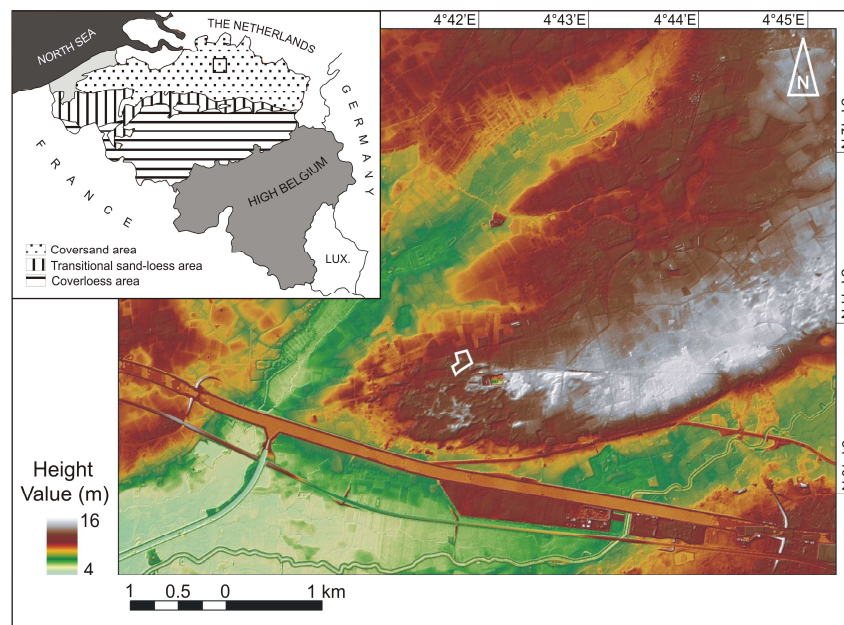 4°42'E 4°43'E 4°44'E 4°45'E
THE NETHERLANDS
NORTH SEA
GERMANY
FRANCE
HIGH BELGIUM
LUX.
Coversand area
Transitional sand-loess area
Coverloess area
N
Height
Value (m)
16
4
1 0.5 0 1 km